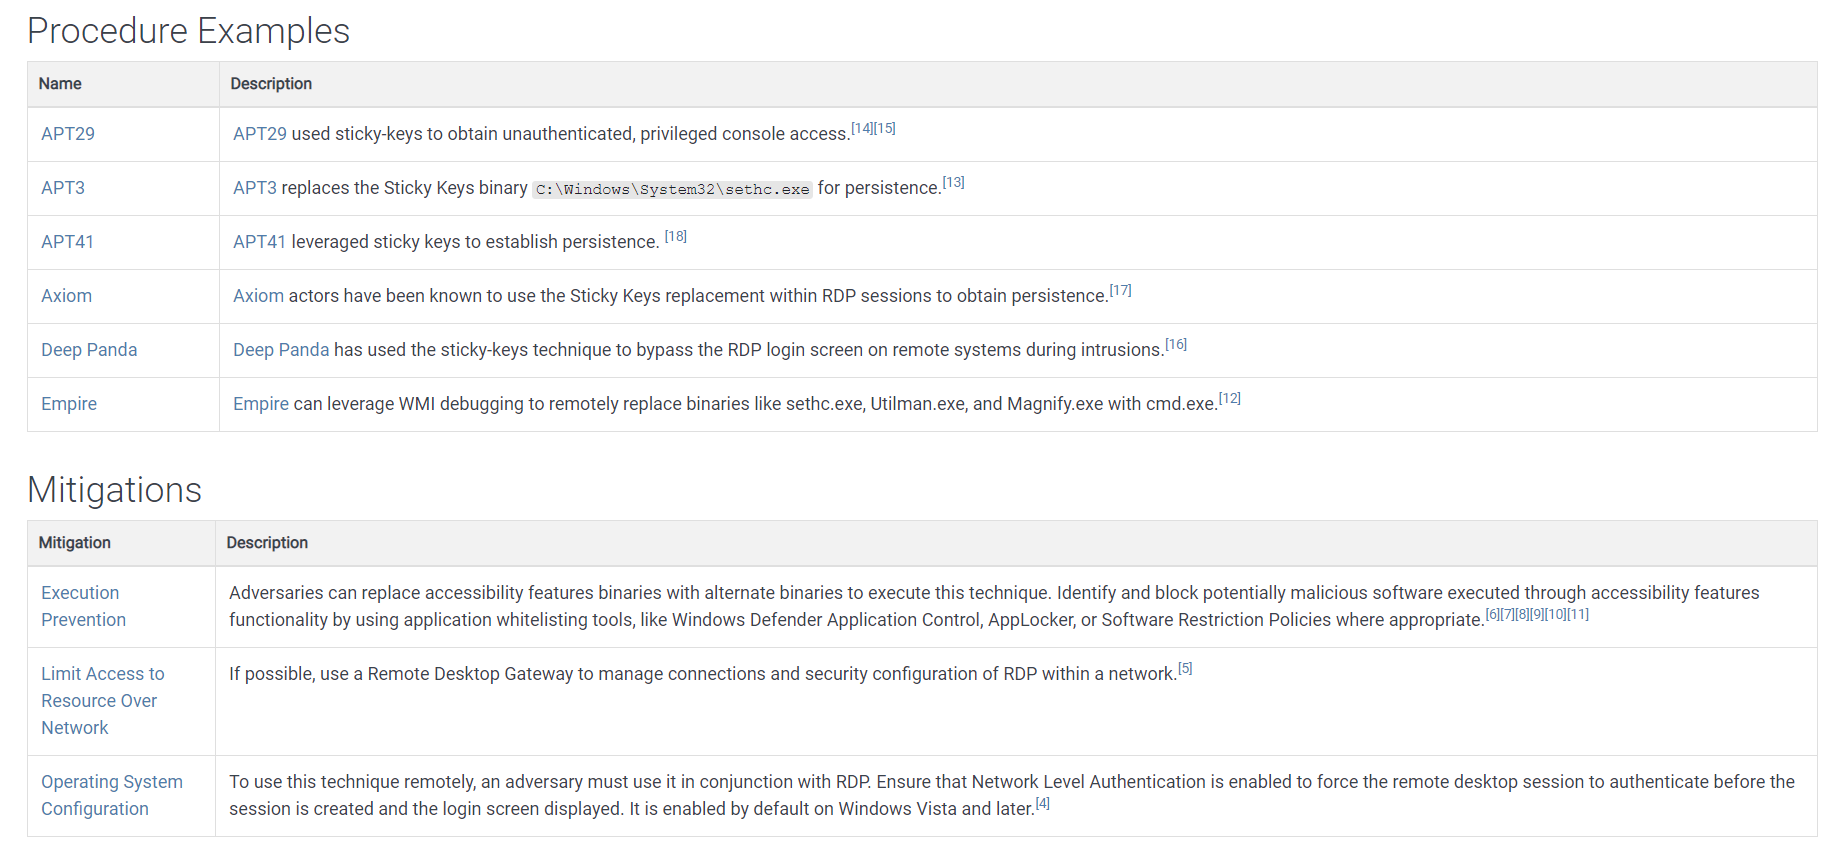 Procedure Examples
Name Description
APT29 APT29 used sticky-keys to obtain unauthenticated, privileged console access.[14][15]
APT3 APT3 replaces the Sticky Keys binary C:\Windows\System32\sethc.exe for persistence.[13]
APT41 APT41 leveraged sticky keys to establish persistence. [18]
Axiom Axiom actors have been known to use the Sticky Keys replacement within RDP sessions to obtain persistence.[17]
Deep Panda Deep Panda has used the sticky-keys technique to bypass the RDP login screen on remote systems during intrusions.[16]
Empire Empire can leverage WMI debugging to remotely replace binaries like sethc.exe, Utilman.exe, and Magnify.exe with cmd.exe.[12]
Mitigations
Mitigation Description
Execution
Prevention
Adversaries can replace accessibility features binaries with alternate binaries to execute this technique. Identify and block potentially malicious software executed through accessibility features
functionality by using application whitelisting tools, like Windows Defender Application Control, AppLocker, or Software Restriction Policies where appropriate.[6][7][8][9][10][11]
Limit Access to
Resource Over
Network
If possible, use a Remote Desktop Gateway to manage connections and security configuration of RDP within a network.[5]
Operating System
Configuration
To use this technique remotely, an adversary must use it in conjunction with RDP. Ensure that Network Level Authentication is enabled to force the remote desktop session to authenticate before the
session is created and the login screen displayed. It is enabled by default on Windows Vista and later.[4]